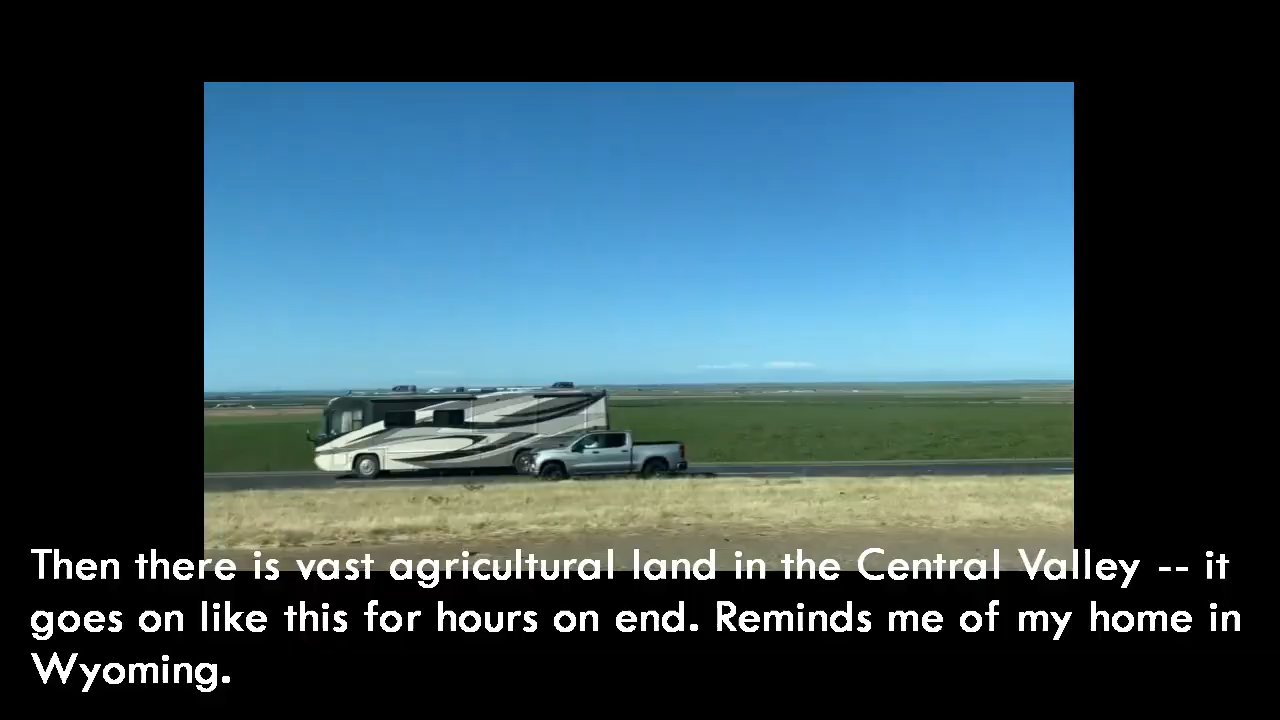 Then there is vast agricultural land in the Central Valley -- it
goes on like this for hours on end. Reminds me of my home in
Wyoming.